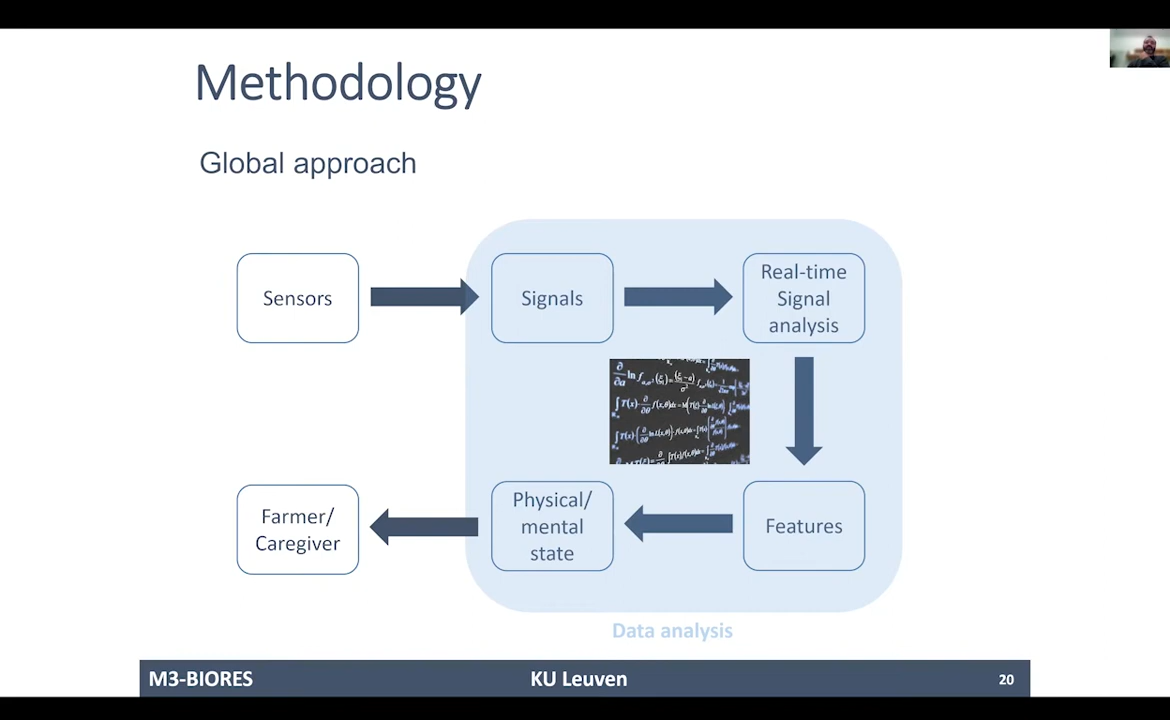 Methodology
Global approach
Sensors
Signals
Real-time
Signal
analysis
Farmer/
Caregiver
Physical/
mental
state
Features
Data analysis
M3-BIORES
KU Leuven
20